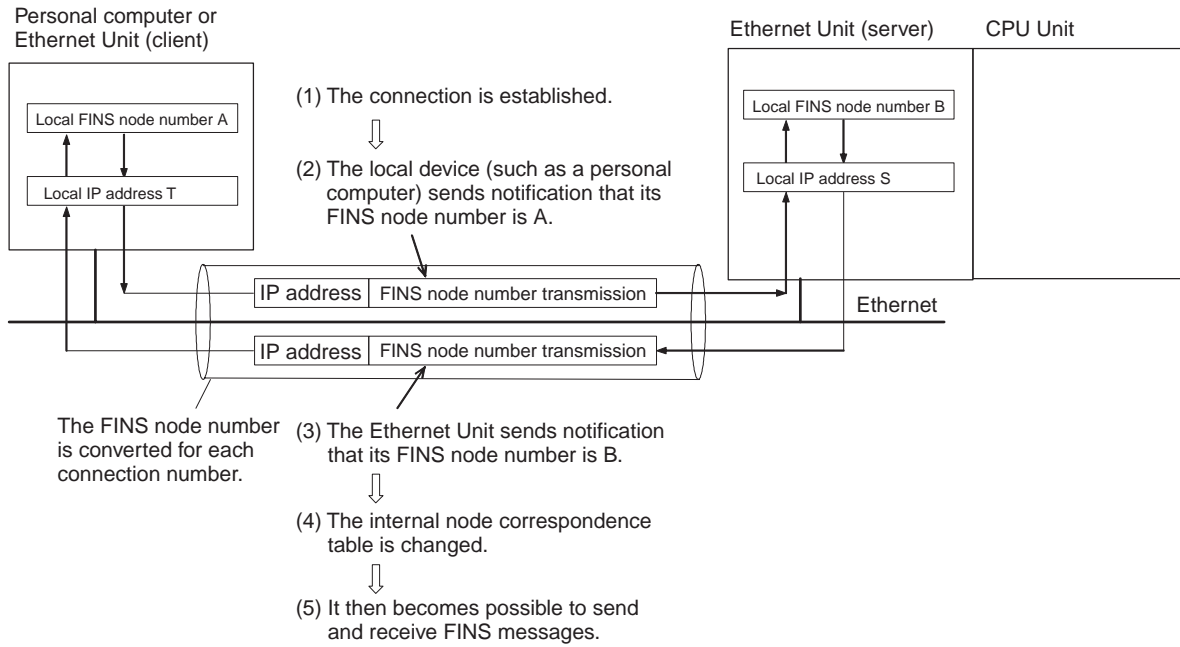 Personal computer or
Ethernet Unit (client)
Ethernet Unit (server)
CPU Unit
Local FINS node number A
Local IP address T
(1) The connection is established.
(2) The local device (such as a personal
computer) sends notification that its
FINS node number is A.
Local FINS node number B
Local IP address S
IP address
FINS node number transmission
Ethernet
IP address
FINS node number transmission
The FINS node number
is converted for each
connection number.
(3) The Ethernet Unit sends notification
that its FINS node number is B.
(4) The internal node correspondence
table is changed.
(5) It then becomes possible to send
and receive FINS messages.